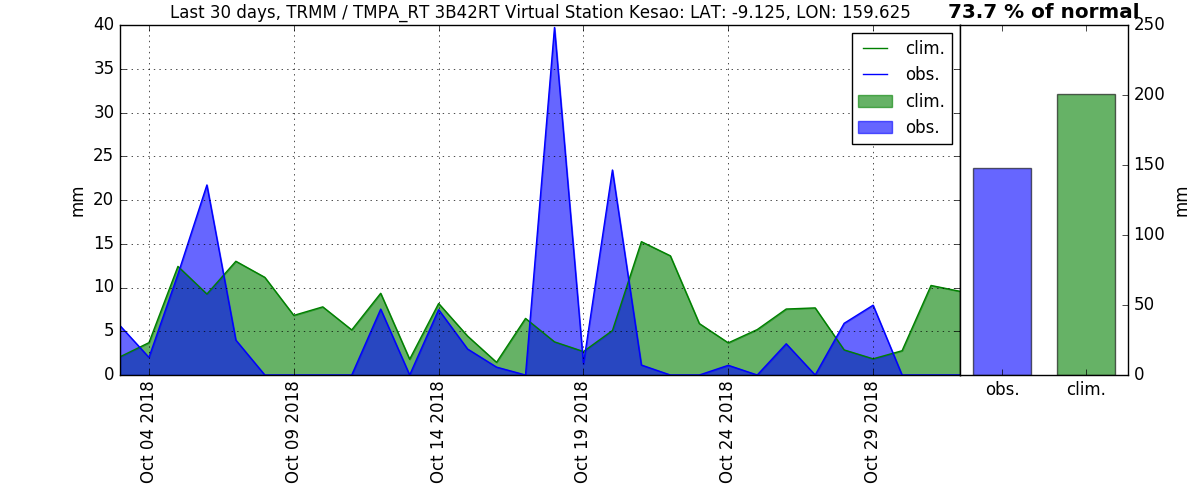 Last 30 days, TRMM / TMPA_RT 3B42RT Virtual Station Kesao: LAT: -9.125, LON: 159.625
73.7 % of normal
40
35
30
25
20
15
10
5
0
mm
clim.
obs.
clim.
obs.
Oct 04 2018
Oct 09 2018
Oct 14 2018
Oct 19 2018
Oct 24 2018
Oct 29 2018
250
200
150
100
50
0
mm
obs.
clim.